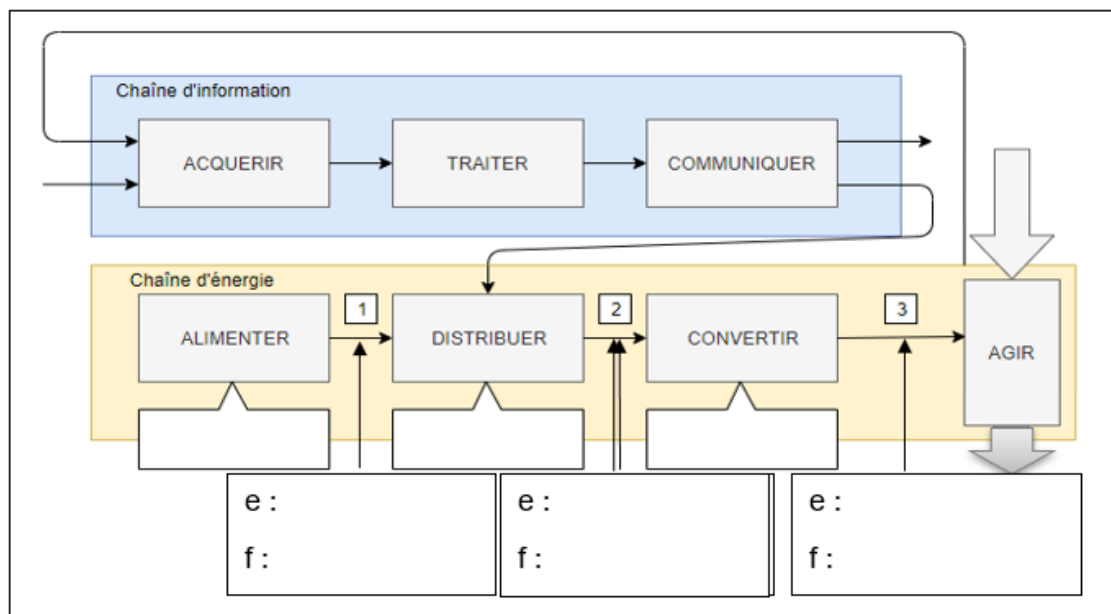 Chaîne d'information
ACQUERIR
TRAITER
COMMUNIQUER
Chaîne d'énergie
1
2
3
ALIMENTER
DISTRIBUER
CONVERTIR
AGIR
e :
f :
e :
f :
e :
f :